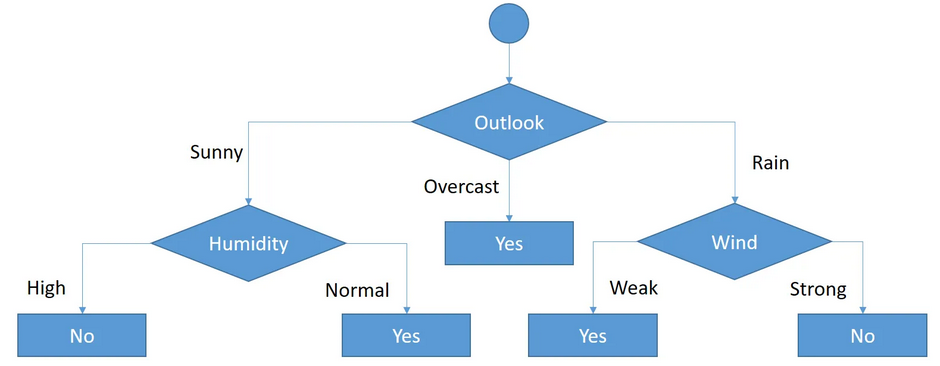 Outlook
Sunny
Rain
Overcast
Humidity
Yes
Wind
High
Normal
Weak
Strong
No
Yes
Yes
No